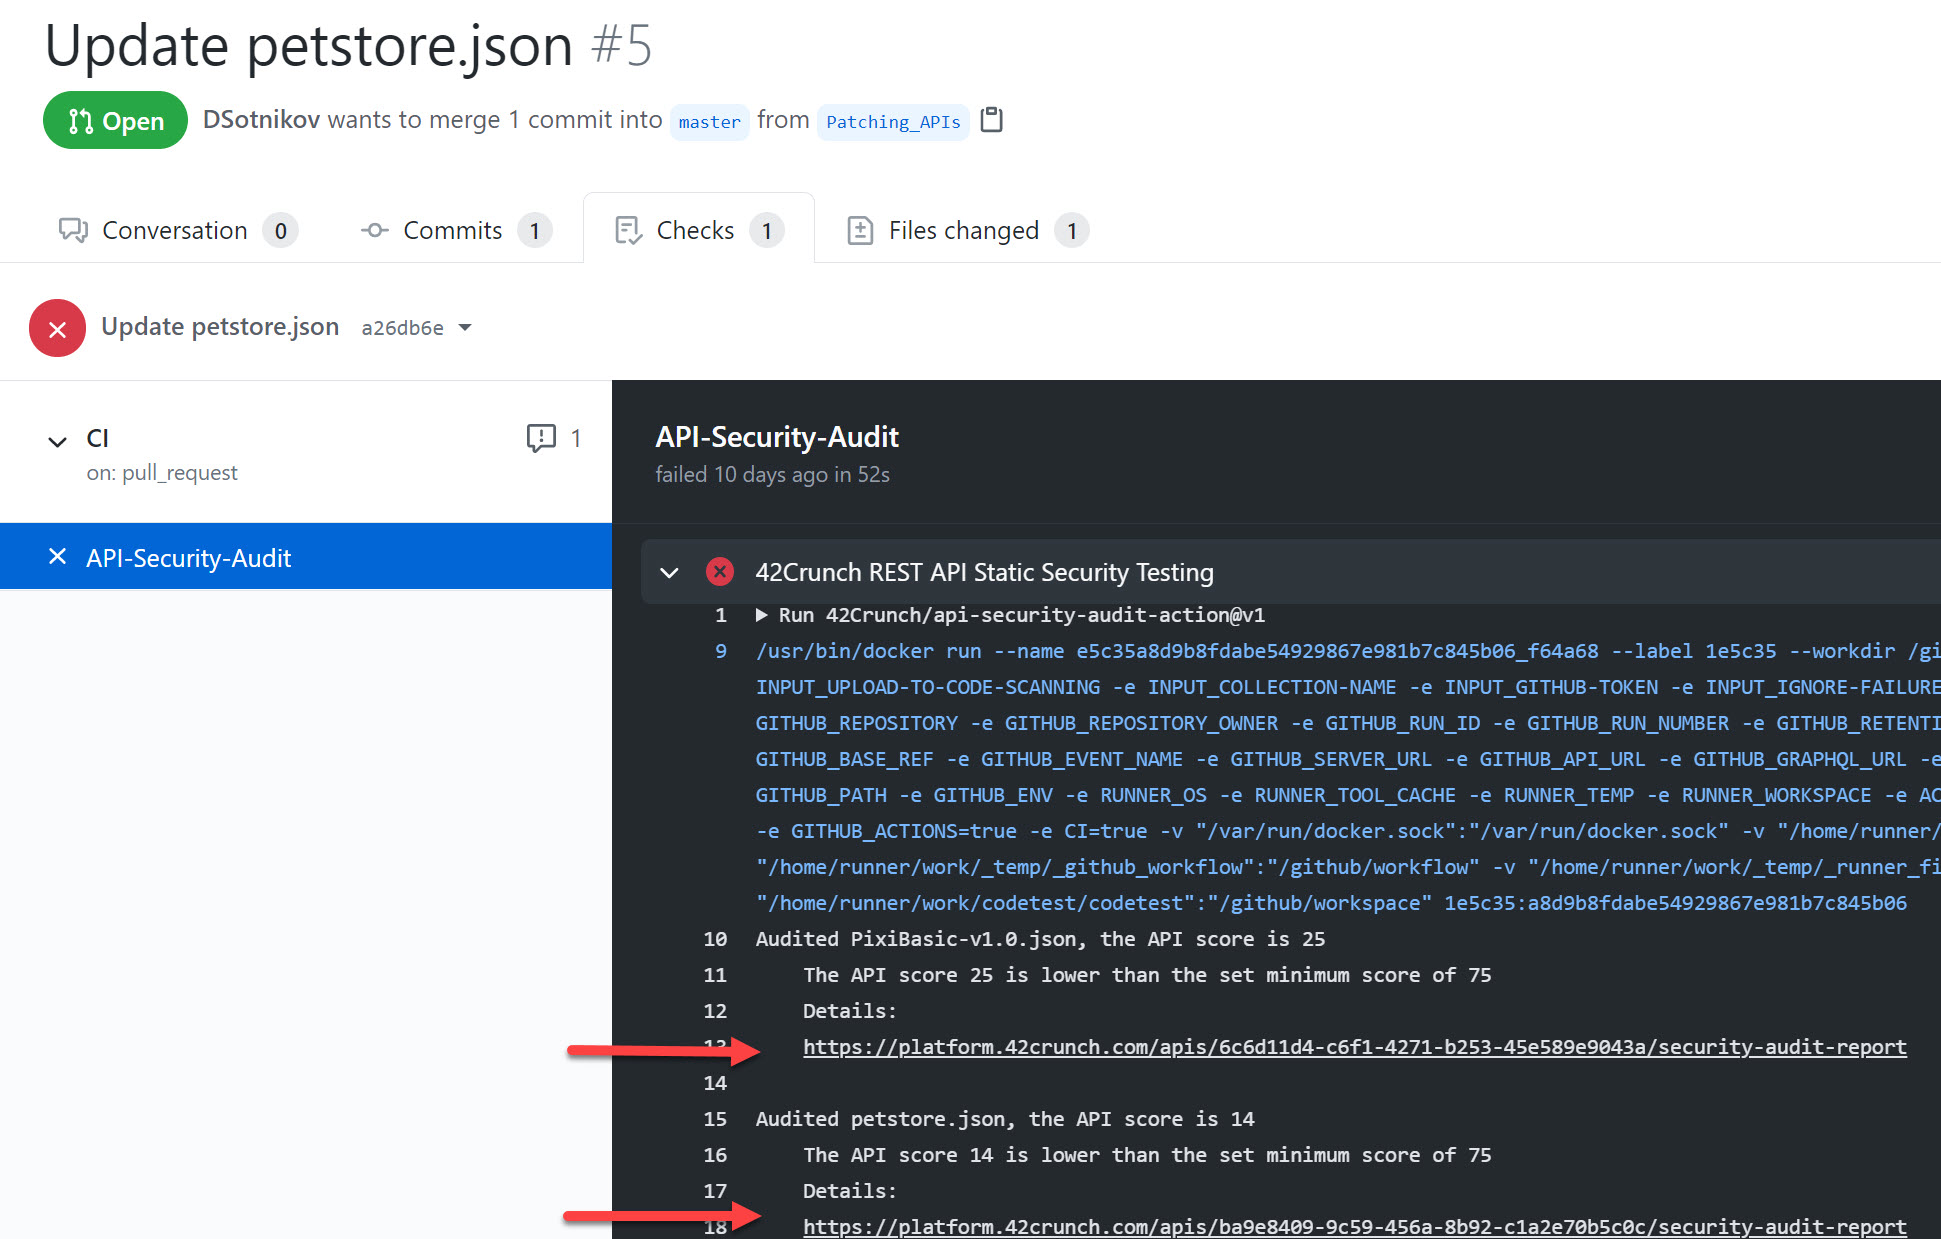 Update petstore.json #5
Open DSotnikov wants to merge 1 commit into master from Patching_APIs
Conversation 0 Commits 1 Checks 1 Files changed 1
Update petstore.json a26db6e
CI 1
on: pull_request
API-Security-Audit
API-Security-Audit
failed 10 days ago in 52s
42Crunch REST API Static Security Testing
1 Run 42Crunch/api-security-audit-action@v1
9 /usr/bin/docker run --name e5c35a8d9b8fdabe54929867e981b7c845b06_f64a68 --label 1e5c35 --workdir /gi
INPUT_UPLOAD-TO-CODE-SCANNING -e INPUT_COLLECTION-NAME -e INPUT_GITHUB-TOKEN -e INPUT_IGNORE-FAILURE
GITHUB_REPOSITORY -e GITHUB_REPOSITORY_OWNER -e GITHUB_RUN_ID -e GITHUB_RUN_NUMBER -e GITHUB_RETENTI
GITHUB_BASE_REF -e GITHUB_EVENT_NAME -e GITHUB_SERVER_URL -e GITHUB_API_URL -e GITHUB_GRAPHQL_URL -e
GITHUB_PATH -e GITHUB_ENV -e RUNNER_OS -e RUNNER_TOOL_CACHE -e RUNNER_TEMP -e RUNNER_WORKSPACE -e AC
-e GITHUB_ACTIONS=true -e CI=true -v "/var/run/docker.sock":"/var/run/docker.sock" -v "/home/runner/
"/home/runner/work/_temp/_github_workflow":"/github/workflow" -v "/home/runner/work/_temp/_runner_fi
"/home/runner/work/codetest/codetest":"/github/workspace" 1e5c35:a8d9b8fdabe54929867e981b7c845b06
10 Audited PixiBasic-v1.0.json, the API score is 25
11 The API score 25 is lower than the set minimum score of 75
12 Details:
13 https://platform.42crunch.com/apis/6c6d11d4-c6f1-4271-b253-45e589e9043a/security-audit-report
14
15 Audited petstore.json, the API score is 14
16 The API score 14 is lower than the set minimum score of 75
17 Details:
18 https://platform.42crunch.com/apis/ba9e8409-9c59-456a-8b92-c1a2e70b5c0c/security-audit-report